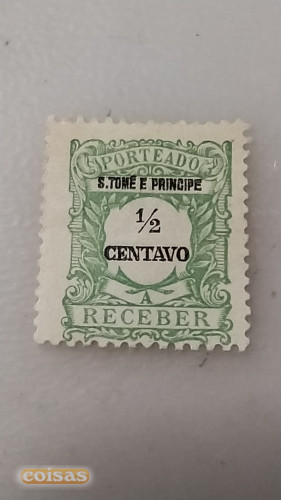 PORTEADO
S. TOMÉ E PRINCIPE
½
CENTAVO
A
RECEBER
coisas